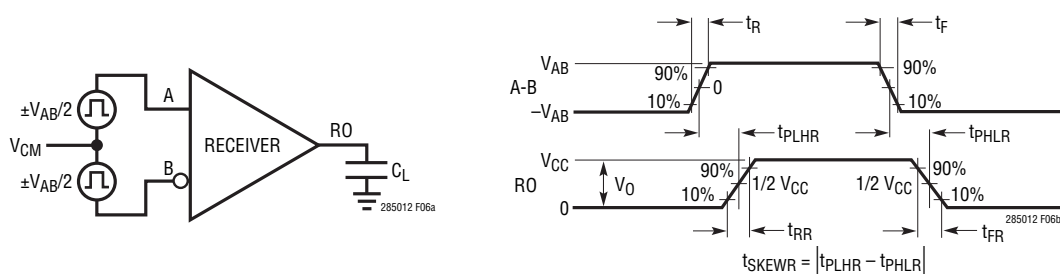 ±VAB/2
A
VCM
RECEIVER
RO
±VAB/2
B
CL
285012 F06a
tR
tF
VAB
90%
90%
A-B
0
10%
10%
–VAB
tPLHR
tPHLR
VCC
90%
90%
RO
VO
1/2 VCC
1/2 VCC
10%
10%
0
285012 F06b
tRR
tFR
tSKEWR = |tPLHR – tPHLR|